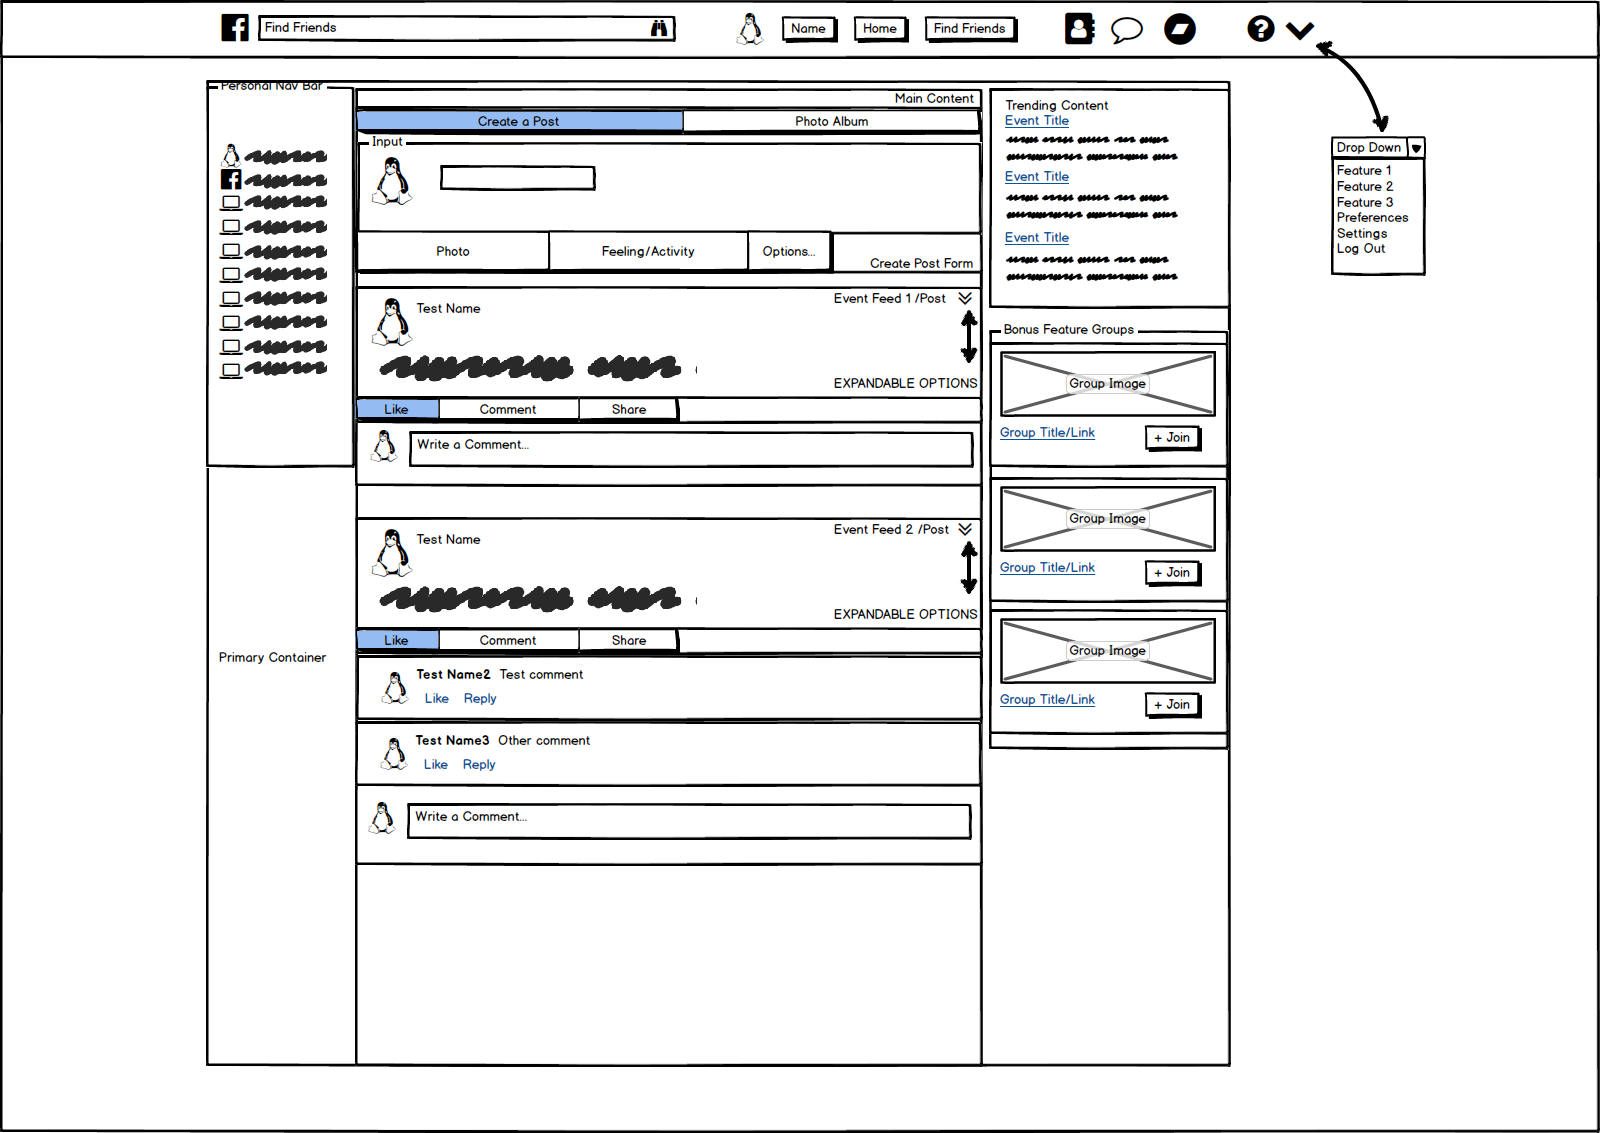 Find Friends
Name
Home
Find Friends
Personal Nav Bar
Primary Container
Main Content
Create a Post
Photo Album
Input
Photo
Feeling/Activity
Options...
Create Post Form
Test Name
Event Feed 1 /Post
EXPANDABLE OPTIONS
Like
Comment
Share
Write a Comment...
Test Name
Event Feed 2 /Post
EXPANDABLE OPTIONS
Like
Comment
Share
Test Name2 Test comment
Like Reply
Test Name3 Other comment
Like Reply
Write a Comment...
Trending Content
Event Title
Event Title
Event Title
Bonus Feature Groups
Group Image
Group Title/Link
+ Join
Group Image
Group Title/Link
+ Join
Group Image
Group Title/Link
+ Join
Drop Down
Feature 1
Feature 2
Feature 3
Preferences
Settings
Log Out